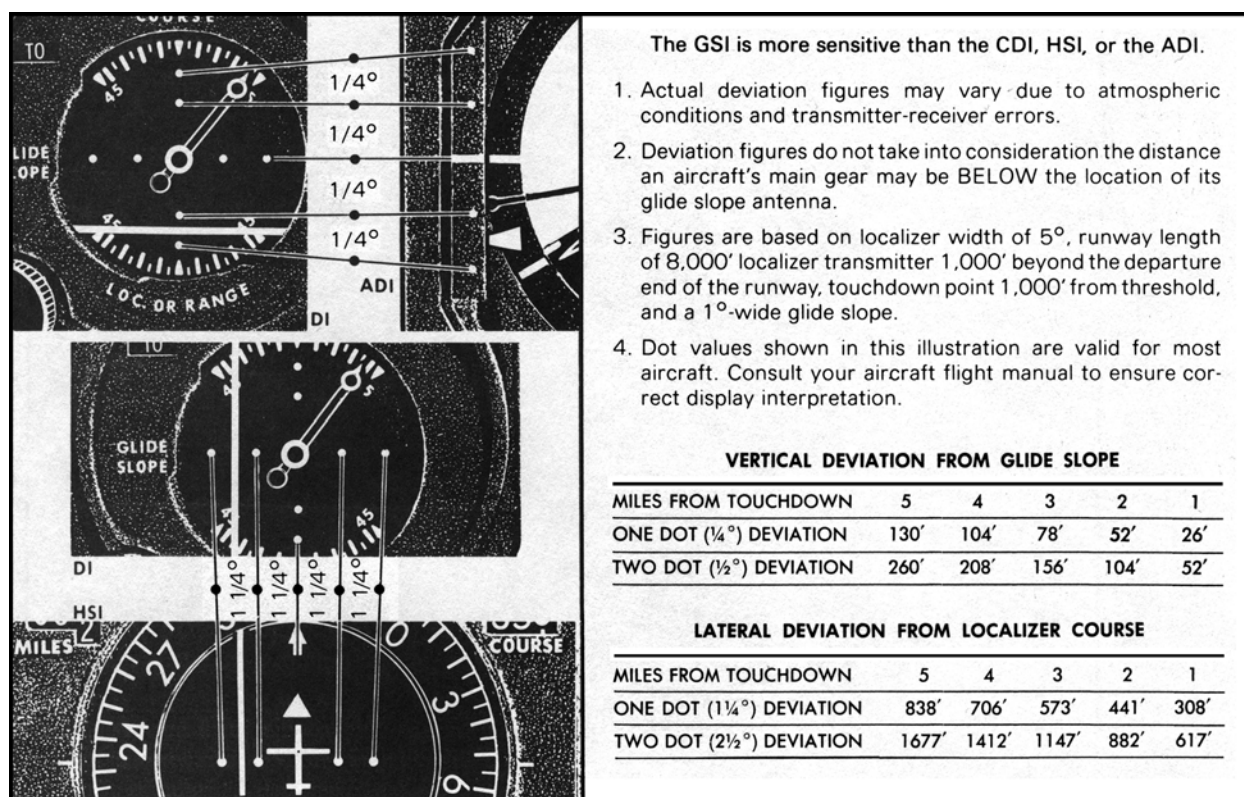 COURSE
TO
45
5
1/4°
1/4°
LIDE
OPE
1/4°
45
45
1/4°
LOC. OR RANGE
ADI
DI
TO
45
5
GLIDE
SLOPE
45
45
DI
1 1/4°
1 1/4°
1 1/4°
1 1/4°
HSI
MILES
COURSE
27
24
0
3
6
The GSI is more sensitive than the CDI, HSI, or the ADI.
1. Actual deviation figures may vary due to atmospheric
conditions and transmitter-receiver errors.
2. Deviation figures do not take into consideration the distance
an aircraft's main gear may be BELOW the location of its
glide slope antenna.
3. Figures are based on localizer width of 5°, runway length
of 8,000' localizer transmitter 1,000' beyond the departure
end of the runway, touchdown point 1,000' from threshold,
and a 1°-wide glide slope.
4. Dot values shown in this illustration are valid for most
aircraft. Consult your aircraft flight manual to ensure cor-
rect display interpretation.
VERTICAL DEVIATION FROM GLIDE SLOPE
MILES FROM TOUCHDOWN 5 4 3 2 1
ONE DOT (¼°) DEVIATION 130' 104' 78' 52' 26'
TWO DOT (½°) DEVIATION 260' 208' 156' 104' 52'
LATERAL DEVIATION FROM LOCALIZER COURSE
MILES FROM TOUCHDOWN 5 4 3 2 1
ONE DOT (1¼°) DEVIATION 838' 706' 573' 441' 308'
TWO DOT (2½°) DEVIATION 1677' 1412' 1147' 882' 617'